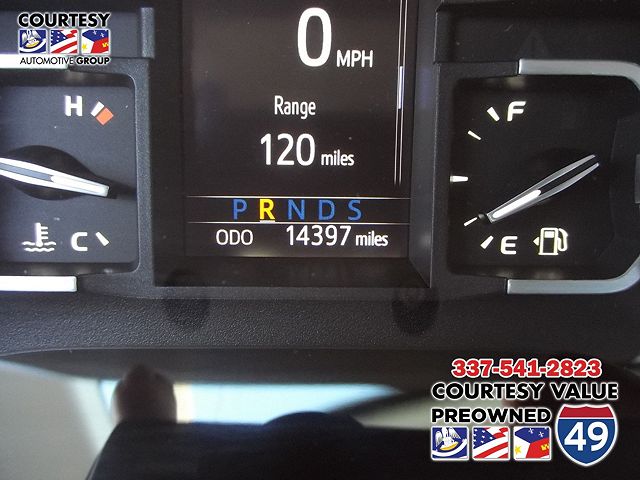 COURTESY
AUTOMOTIVE GROUP
0 MPH
Range
120 miles
P R N D S
ODO 14397 miles
H
C
F
E
337-541-2823
COURTESY VALUE
PREOWNED
49